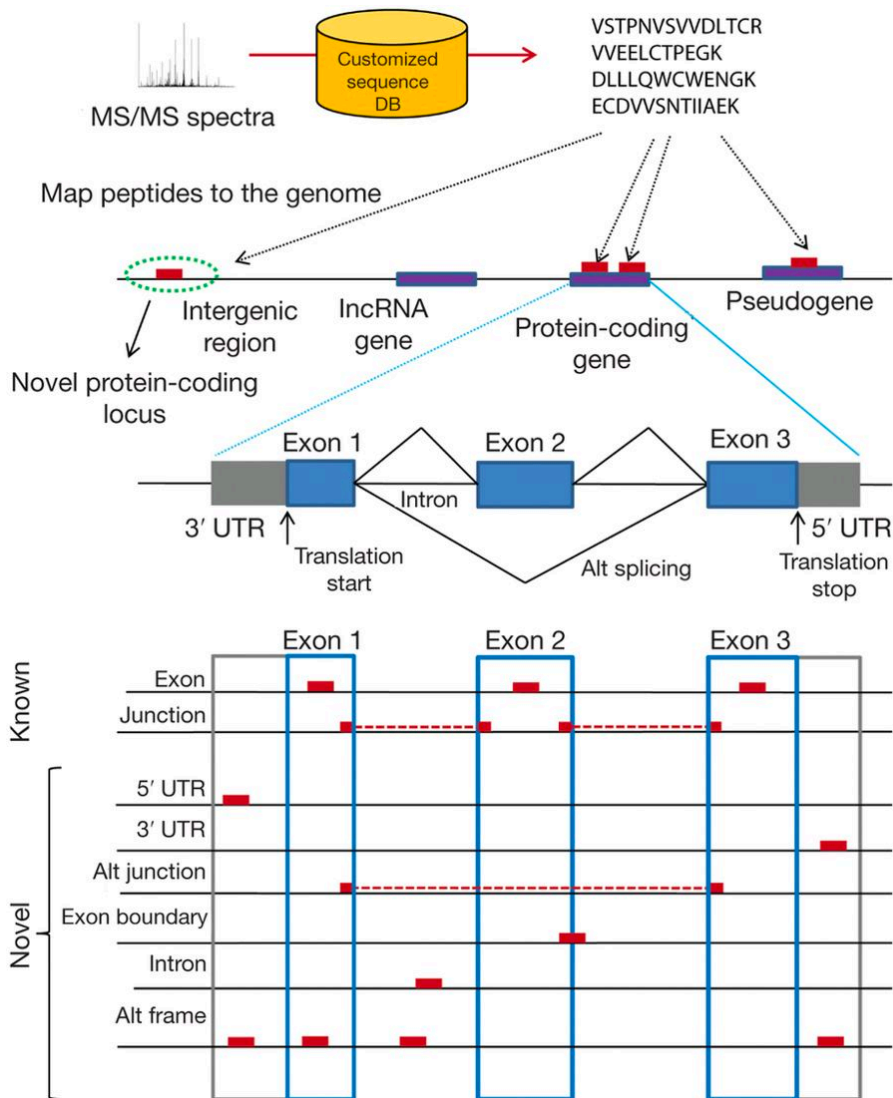 MS/MS spectra
Customized
sequence
DB
VSTPNVSVVDLTCR
VVEELCTPEGK
DLLLQWCWENGK
ECDVVSNTIIAEK
Map peptides to the genome
Intergenic
region
lncRNA
gene
Protein-coding
gene
Pseudogene
Novel protein-coding
locus
Exon 1
Exon 2
Exon 3
Intron
3′ UTR
Translation
start
Alt splicing
5′ UTR
Translation
stop
Exon 1
Exon 2
Exon 3
Known
Exon
Junction
Novel
5′ UTR
3′ UTR
Alt junction
Exon boundary
Intron
Alt frame